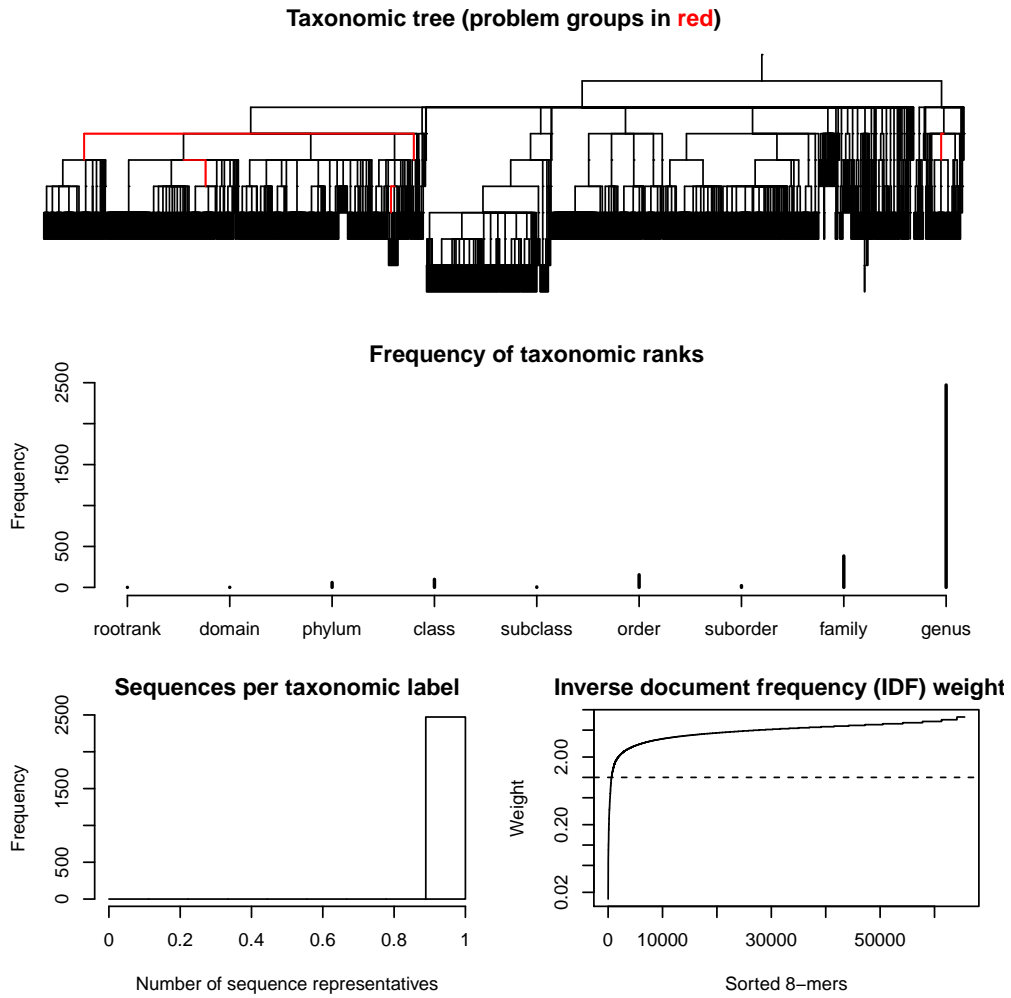 Taxonomic tree (problem groups in red)
Frequency of taxonomic ranks
Frequency
2500
1500
500
0
rootrank domain phylum class subclass order suborder family genus
Sequences per taxonomic label
Frequency
2500
1500
500
0
0 0.2 0.4 0.6 0.8 1
Number of sequence representatives
Inverse document frequency (IDF) weight
Weight
2.00
0.20
0.02
0 10000 30000 50000
Sorted 8−mers